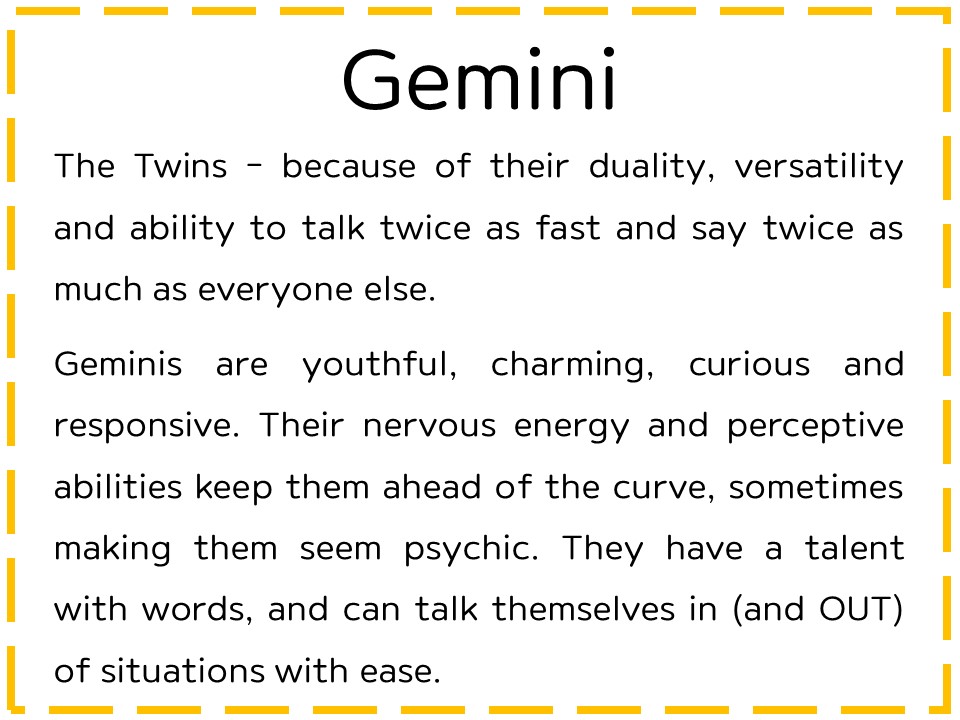 Gemini
The Twins – because of their duality, versatility
and ability to talk twice as fast and say twice as
much as everyone else.
Geminis are youthful, charming, curious and
responsive. Their nervous energy and perceptive
abilities keep them ahead of the curve, sometimes
making them seem psychic. They have a talent
with words, and can talk themselves in (and OUT)
of situations with ease.